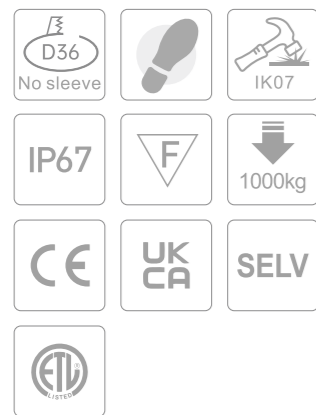 D36
No sleeve
IK07
IP67
F
1000kg
CE
UK
CA
SELV
ETL
®
LISTED